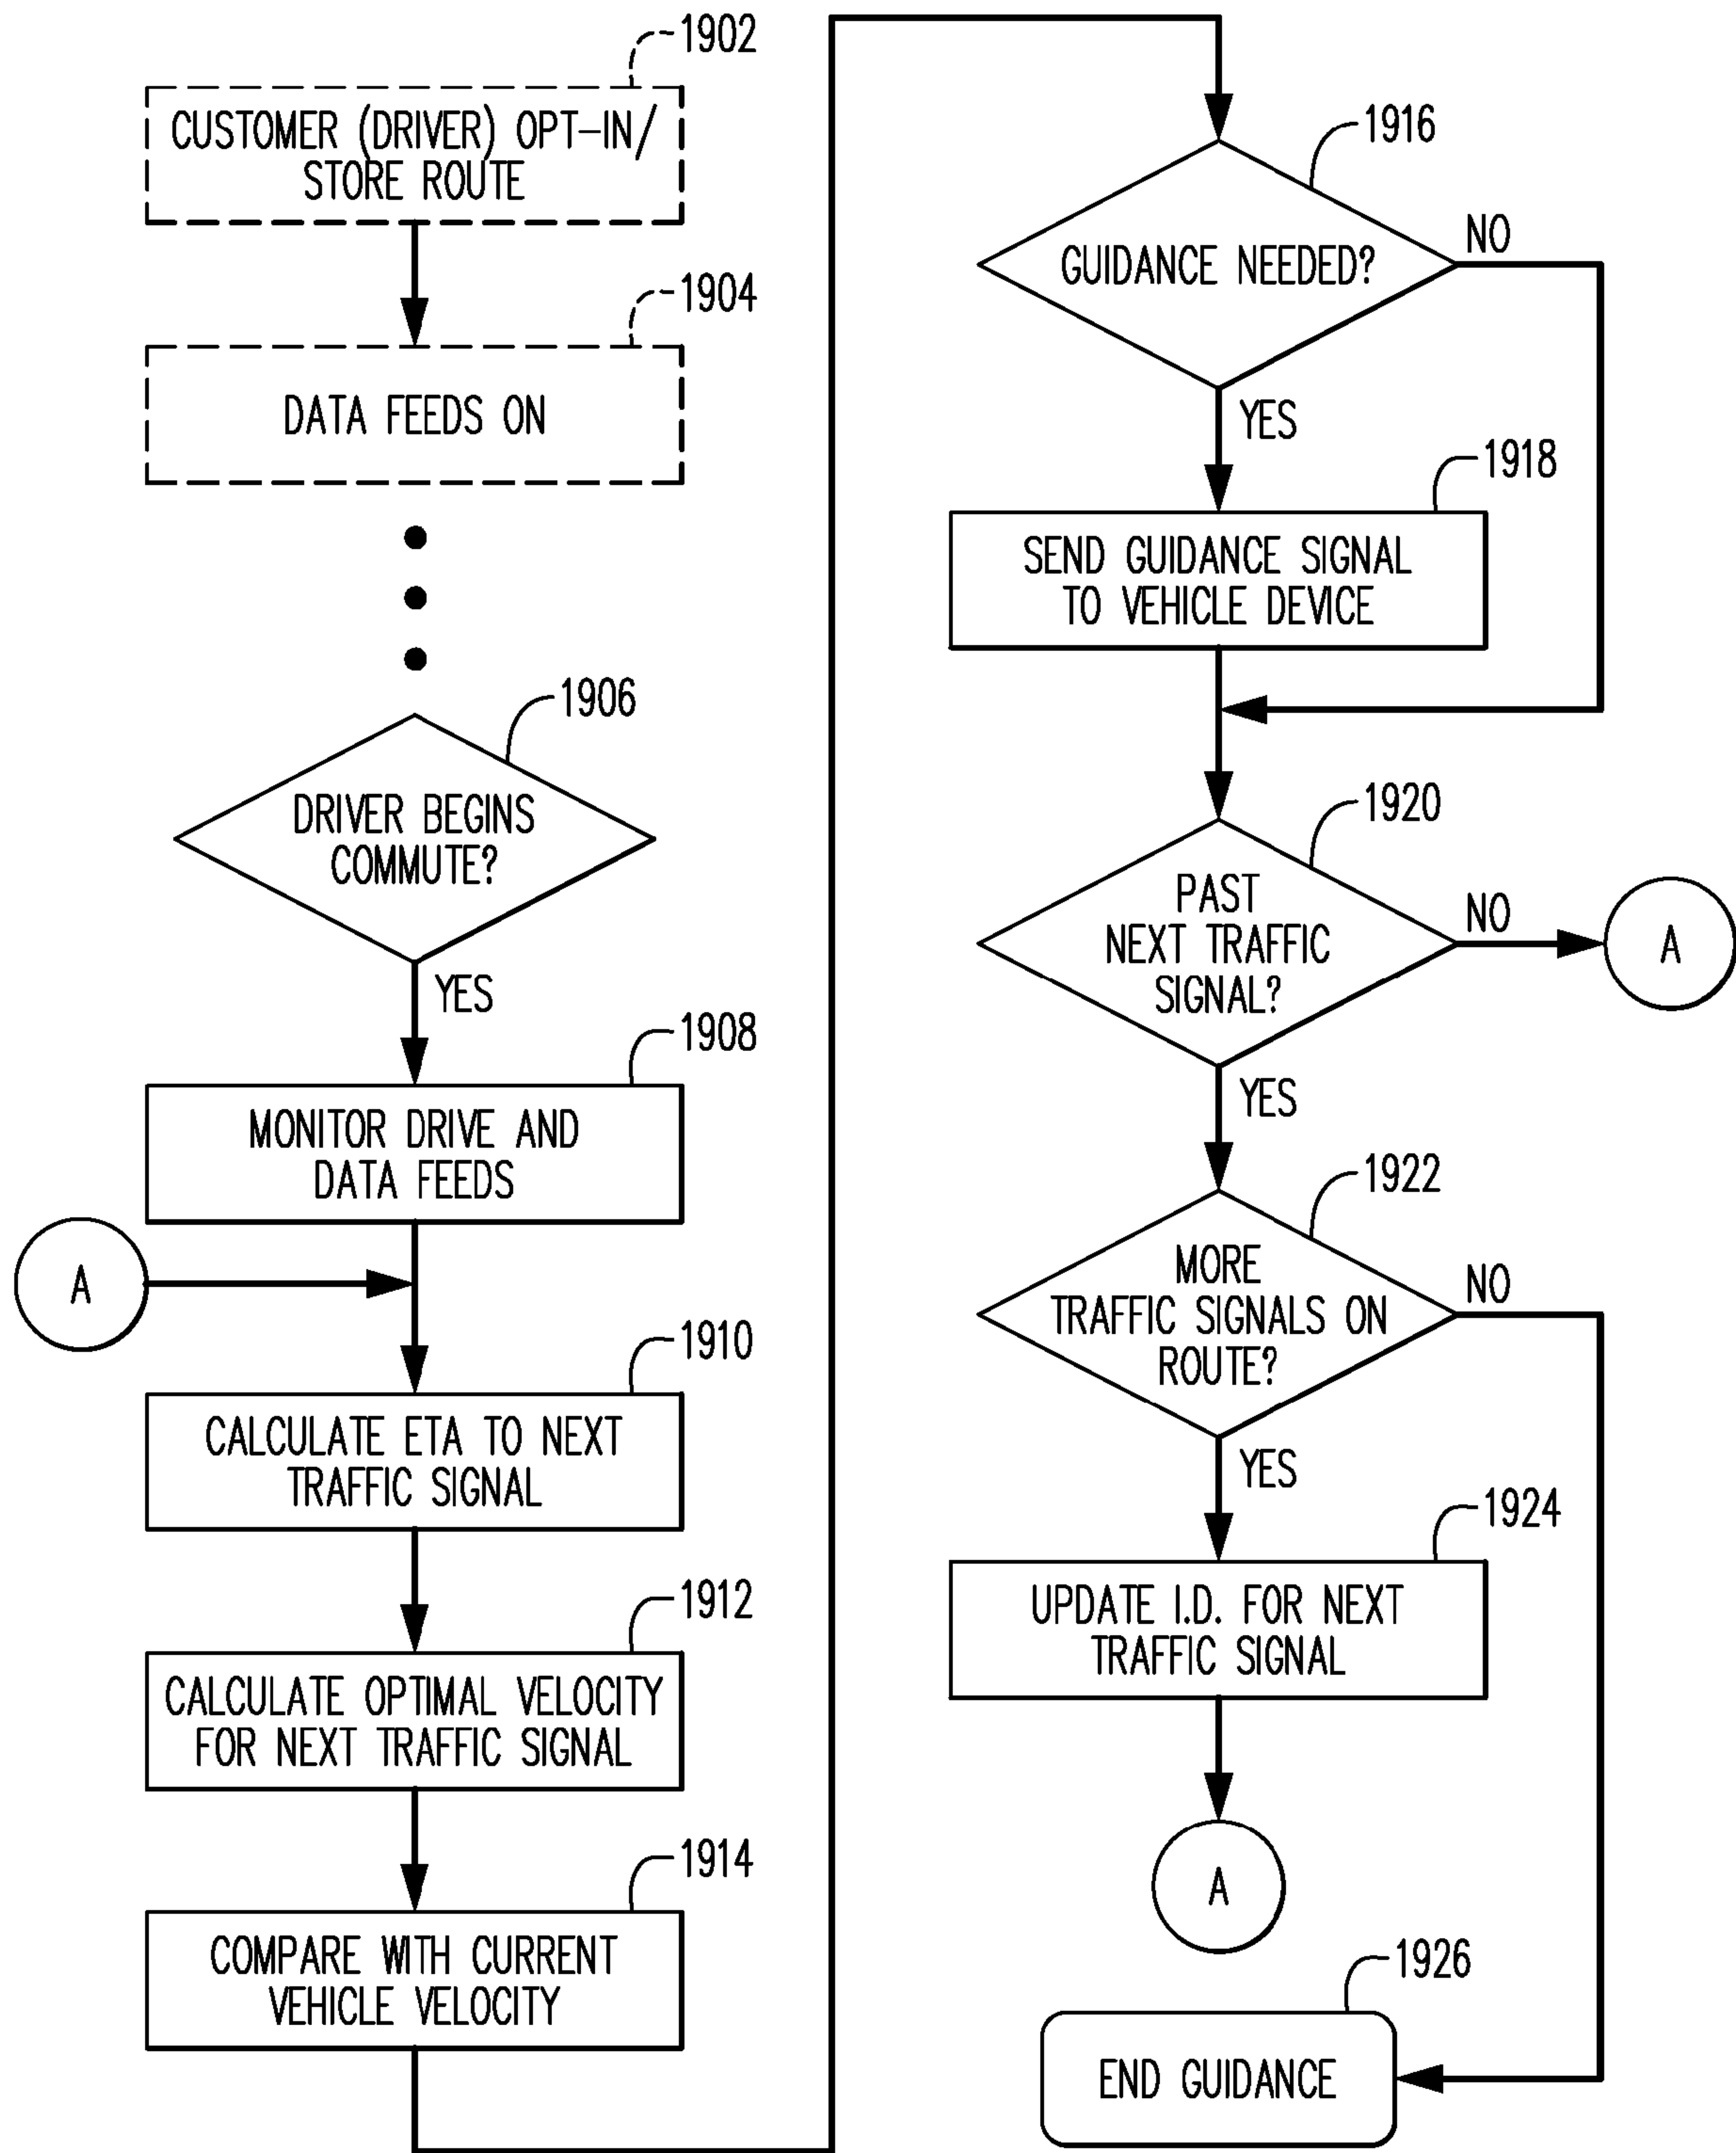 1902
CUSTOMER (DRIVER) OPT-IN/
STORE ROUTE
1904
DATA FEEDS ON
1906
DRIVER BEGINS
COMMUTE?
YES
1908
MONITOR DRIVE AND
DATA FEEDS
A
1910
CALCULATE ETA TO NEXT
TRAFFIC SIGNAL
1912
CALCULATE OPTIMAL VELOCITY
FOR NEXT TRAFFIC SIGNAL
1914
COMPARE WITH CURRENT
VEHICLE VELOCITY
1916
GUIDANCE NEEDED?
NO
YES
1918
SEND GUIDANCE SIGNAL
TO VEHICLE DEVICE
1920
PAST
NEXT TRAFFIC
SIGNAL?
NO
A
YES
1922
MORE
TRAFFIC SIGNALS ON
ROUTE?
NO
YES
1924
UPDATE I.D. FOR NEXT
TRAFFIC SIGNAL
A
1926
END GUIDANCE